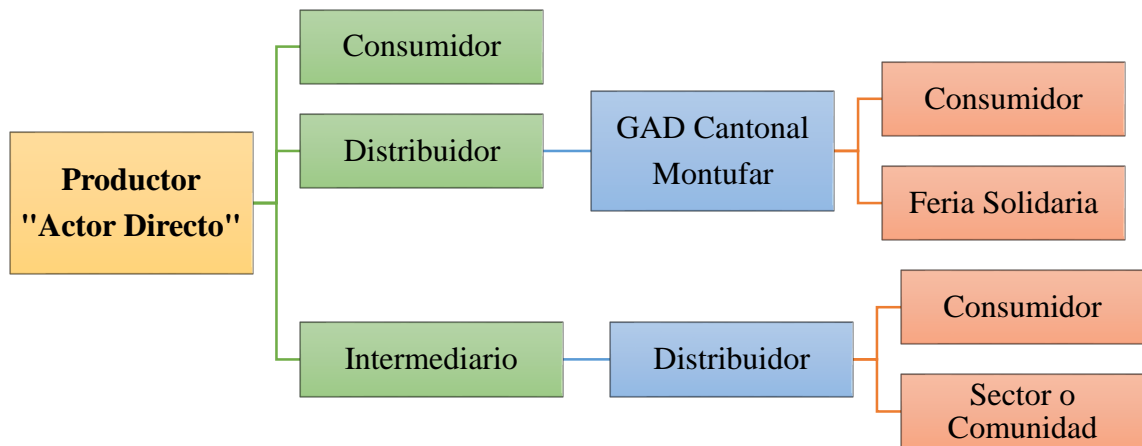 Productor
"Actor Directo"
Consumidor
Distribuidor
GAD Cantonal
Montufar
Consumidor
Feria Solidaria
Intermediario
Distribuidor
Consumidor
Sector o
Comunidad